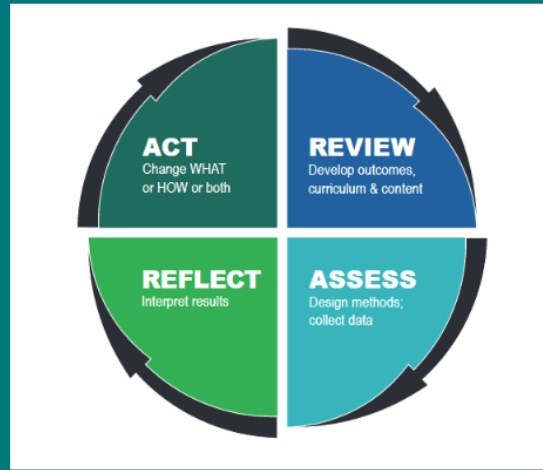 ACT
Change WHAT
or HOW or both
REVIEW
Develop outcomes,
curriculum & content
REFLECT
Interpret results
ASSESS
Design methods;
collect data